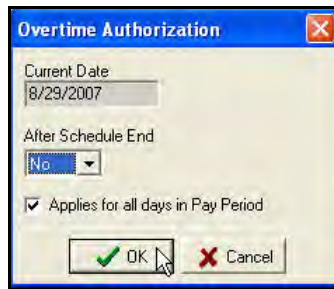 Overtime Authorization
Current Date
8/29/2007
After Schedule End
No
Applies for all days in Pay Period
OK
Cancel